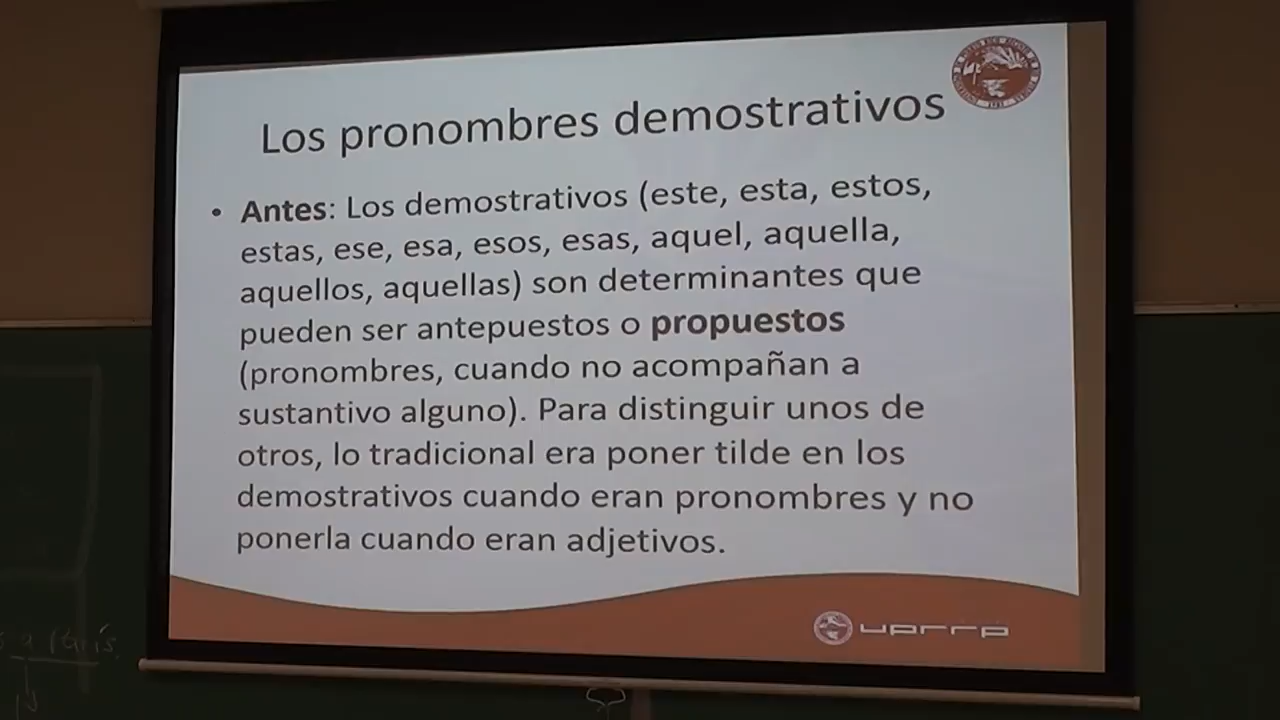 Los pronombres demostrativos
• Antes: Los demostrativos (este, esta, estos,
estas, ese, esa, esos, esas, aquel, aquella,
aquellos, aquellas) son determinantes que
pueden ser antepuestos o propuestos
(pronombres, cuando no acompañan a
sustantivo alguno). Para distinguir unos de
otros, lo tradicional era poner tilde en los
demostrativos cuando eran pronombres y no
ponerla cuando eran adjetivos.
uprrp